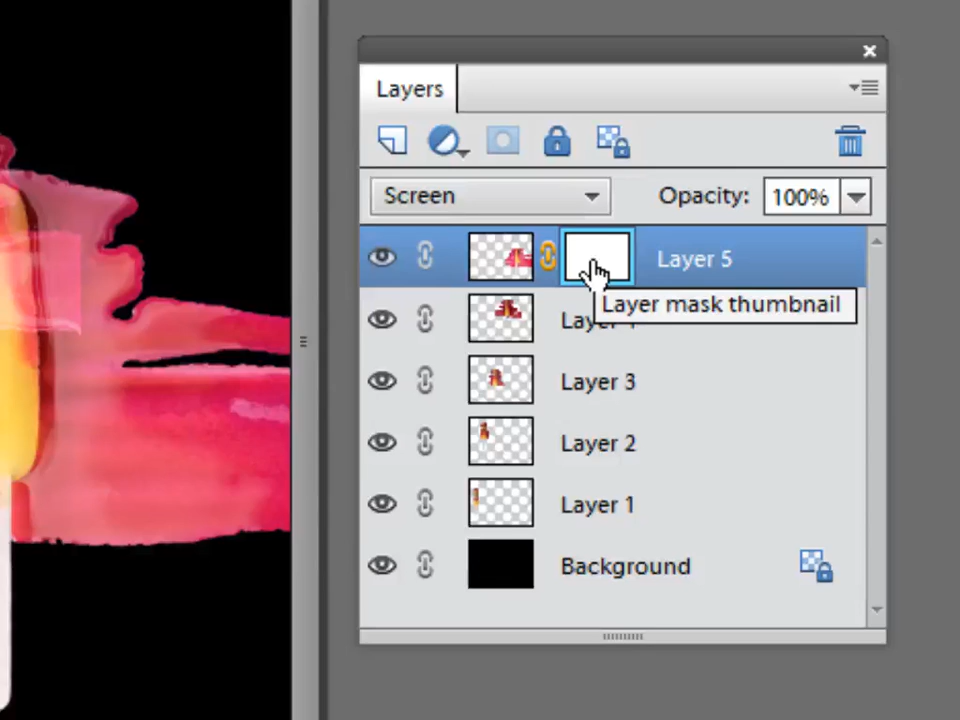 Layers
Screen
Opacity: 100%
Layer 5
Layer mask thumbnail
Layer 3
Layer 2
Layer 1
Background